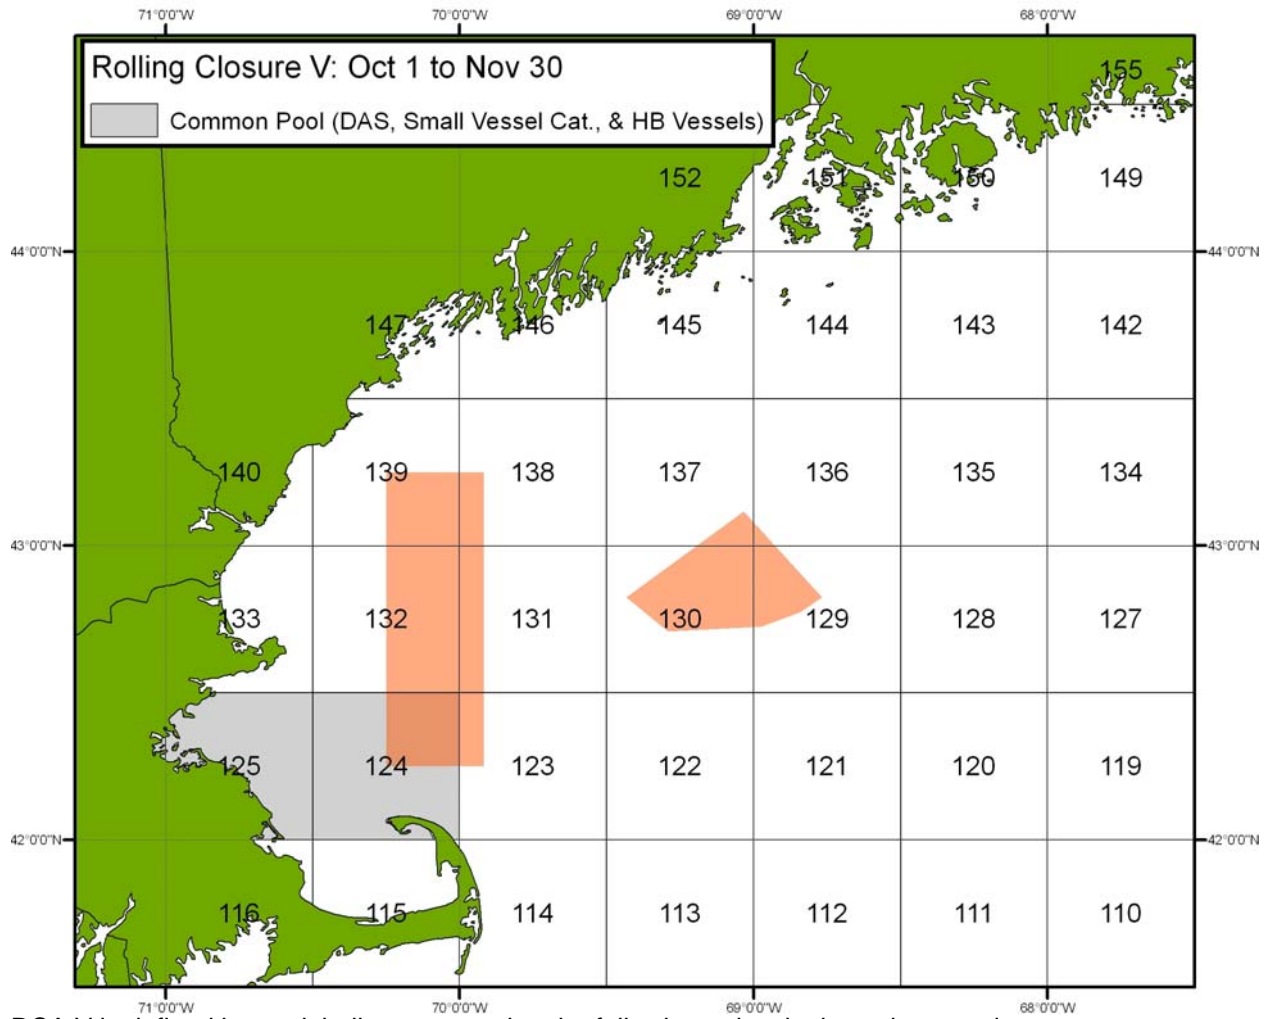 71°0'0"W 70°0'0"W 69°0'0"W 68°0'0"W
Rolling Closure V: Oct 1 to Nov 30
Common Pool (DAS, Small Vessel Cat., & HB Vessels)
155
152 151 150 149
44°0'0"N 44°0'0"N
147 146 145 144 143 142
140 139 138 137 136 135 134
43°0'0"N 43°0'0"N
133 132 131 130 129 128 127
125 124 123 122 121 120 119
42°0'0"N 42°0'0"N
116 115 114 113 112 111 110
71°0'0"W 70°0'0"W 69°0'0"W 68°0'0"W